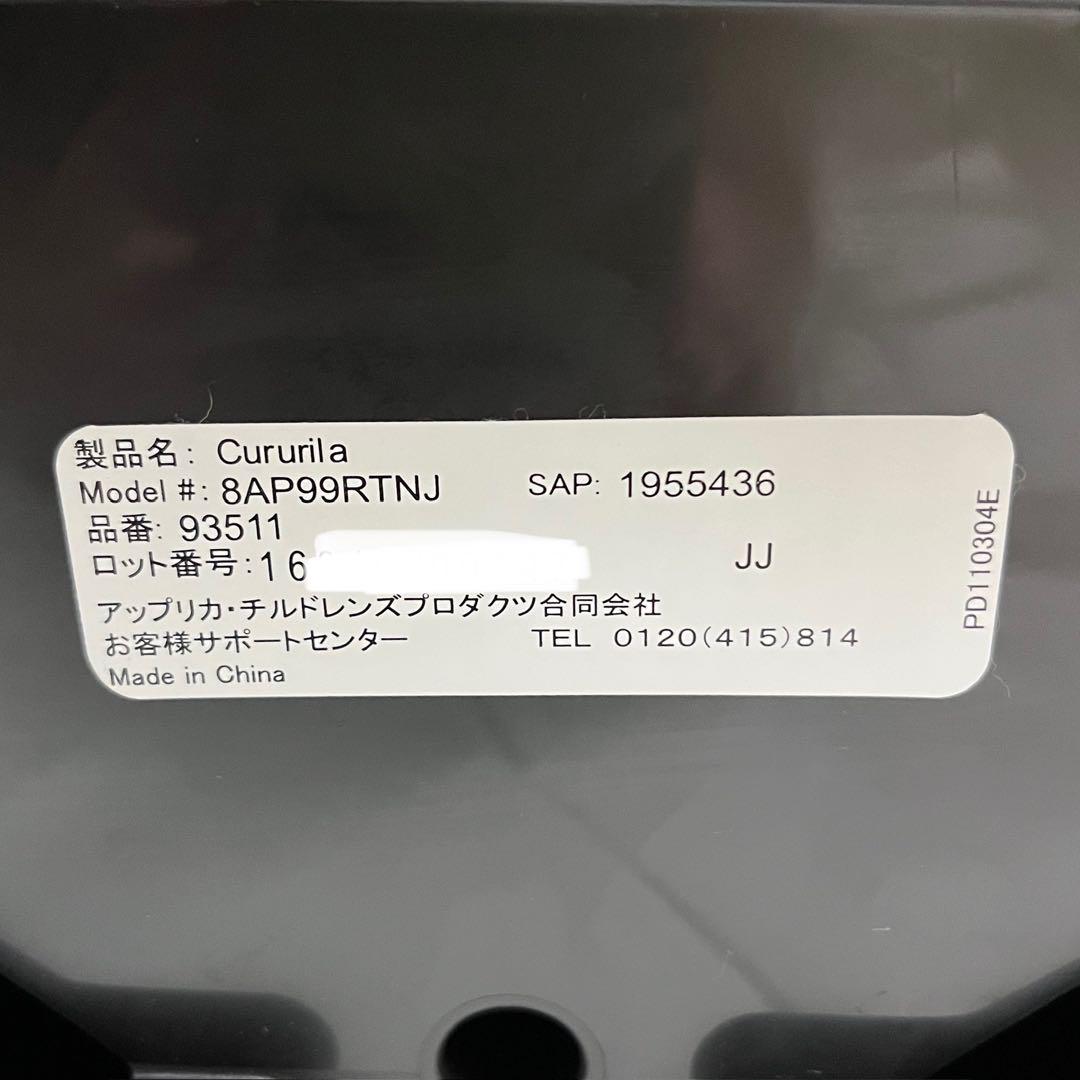 製品名: Cururila
Model #: 8AP99RTNJ SAP: 1955436
品番: 93511
ロット番号:16 JJ
アップリカ・チルドレンズプロダクツ合同会社
お客様サポートセンター TEL 0120(415)814
Made in China
PD110304E